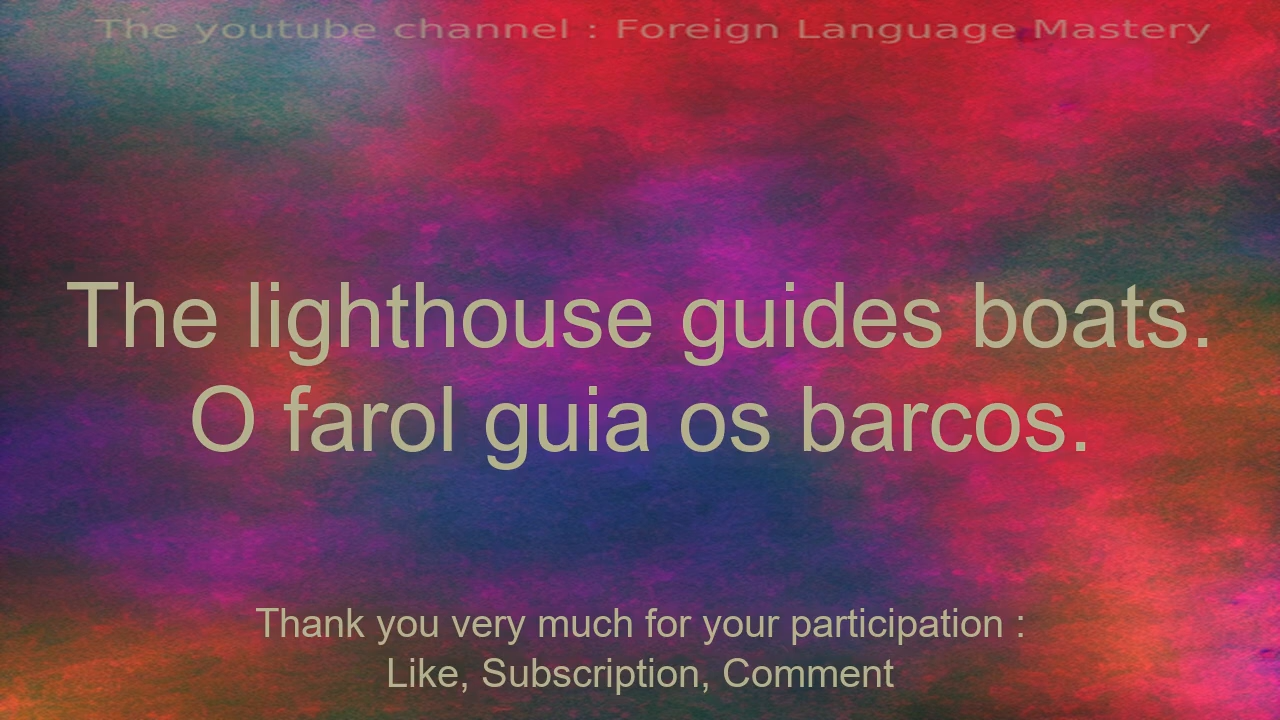 The youtube channel : Foreign Language Mastery
The lighthouse guides boats.
O farol guia os barcos.
Thank you very much for your participation :
Like, Subscription, Comment